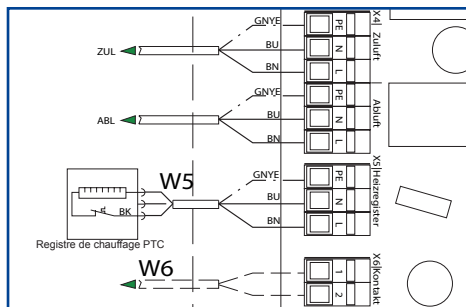 X4
GNYE
PE
Zuluft
ZUL
BU
N
BN
L
GNYE
PE
Abluft
ABL
BU
N
BN
L
W5
GNYE
PE
X5
Heizregister
BU
N
BK
BN
L
Registre de chauffage PTC
W6
X6
Kontakt
1
2